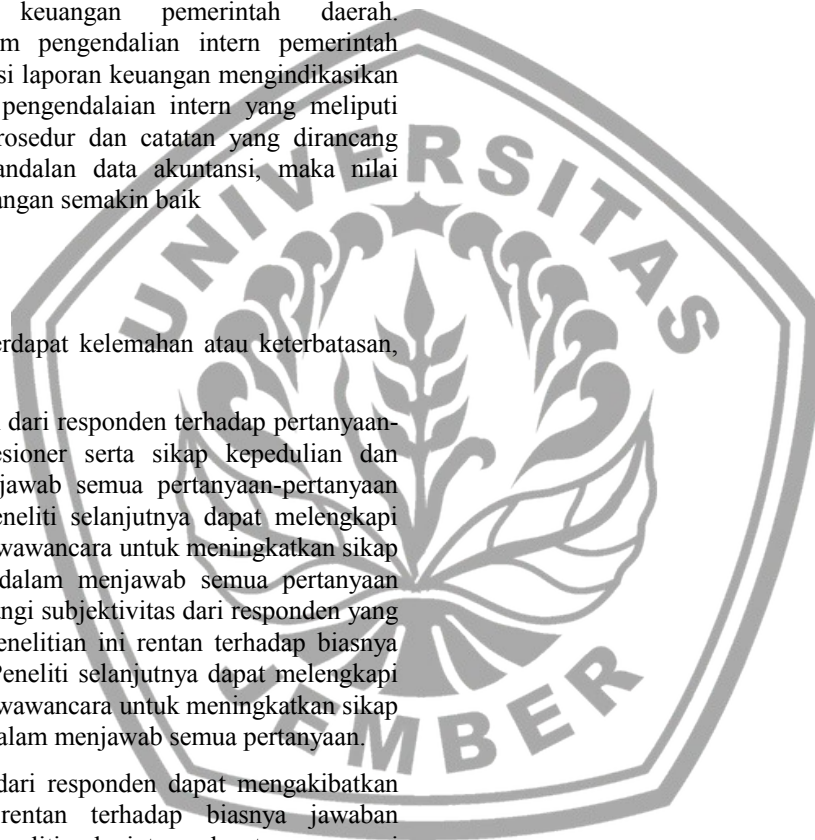 keuangan pemerintah daerah.
m pengendalian intern pemerintah
si laporan keuangan mengindikasikan
pengendalaian intern yang meliputi
rosedur dan catatan yang dirancang
andalan data akuntansi, maka nilai
angan semakin baik
erdapat kelemahan atau keterbatasan,
dari responden terhadap pertanyaan-
esioner serta sikap kepedulian dan
jawab semua pertanyaan-pertanyaan
eneliti selanjutnya dapat melengkapi
wawancara untuk meningkatkan sikap
dalam menjawab semua pertanyaan
ngi subjektivitas dari responden yang
enelitian ini rentan terhadap biasnya
Peneliti selanjutnya dapat melengkapi
wawancara untuk meningkatkan sikap
alam menjawab semua pertanyaan.
dari responden dapat mengakibatkan
rentan terhadap biasnya jawaban
UNIVERSITAS
JEMBER